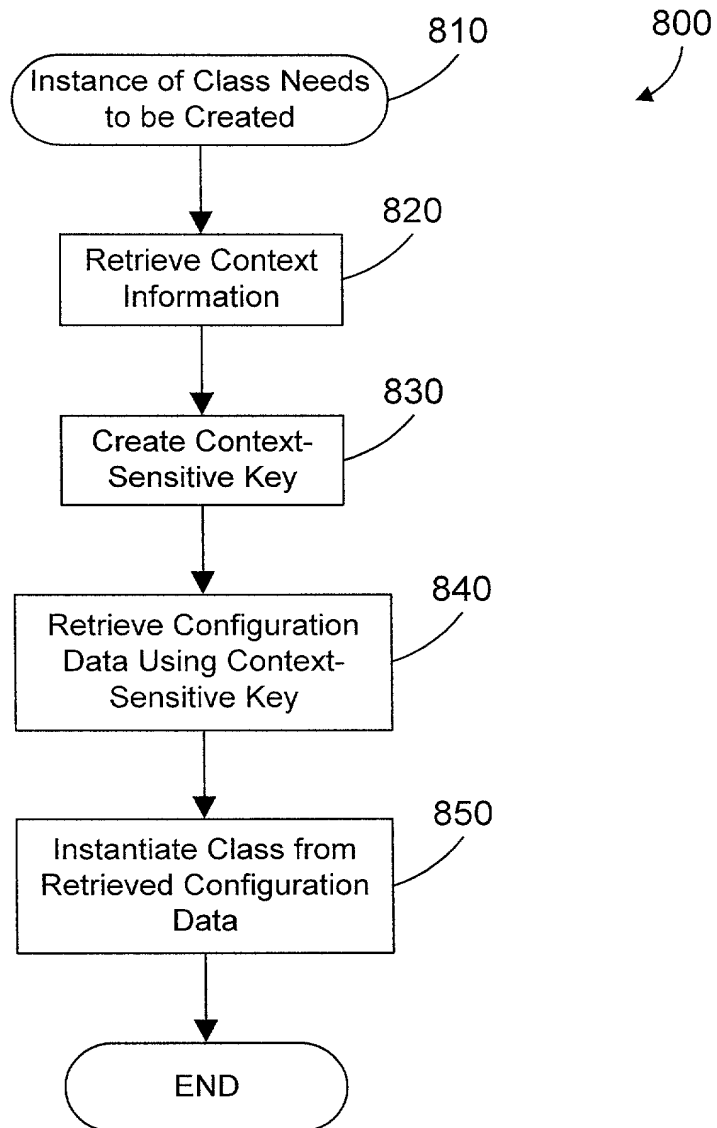 810
800
Instance of Class Needs
to be Created
820
Retrieve Context
Information
830
Create Context-
Sensitive Key
840
Retrieve Configuration
Data Using Context-
Sensitive Key
850
Instantiate Class from
Retrieved Configuration
Data
END